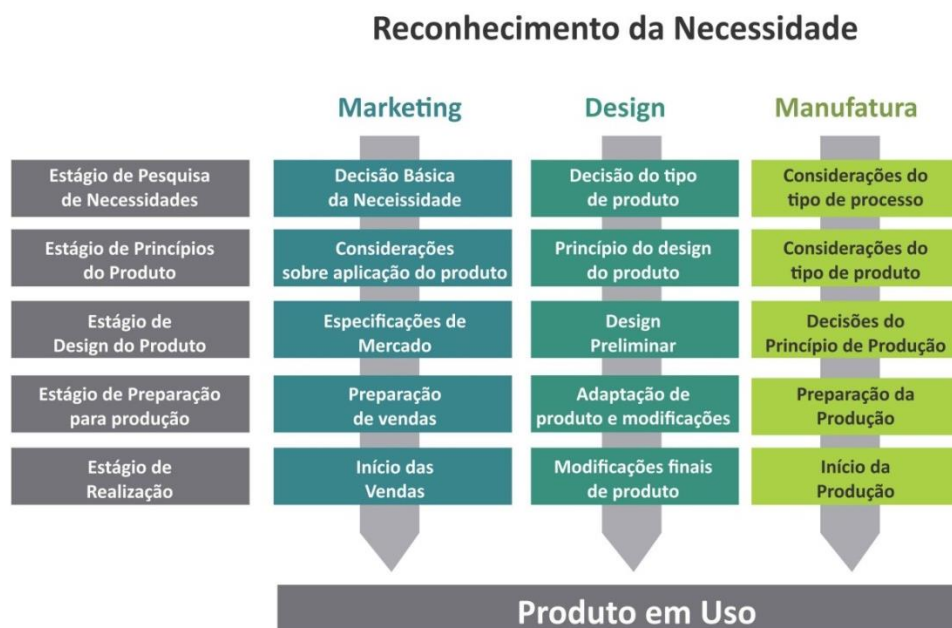 Reconhecimento da Necessidade
Marketing
Design
Manufatura
Estágio de Pesquisa
de Necessidades
Decisão Básica
da Neceissidade
Decisão do tipo
de produto
Considerações do
tipo de processo
Estágio de Princípios
do Produto
Considerações
sobre aplicação do produto
Princípio do design
do produto
Considerações do
tipo de produto
Estágio de
Design do Produto
Especificações de
Mercado
Design
Preliminar
Decisões do
Princípio de Produção
Estágio de Preparação
para produção
Preparação
de vendas
Adaptação de
produto e modificações
Preparação da
Produção
Estágio de
Realização
Início das
Vendas
Modificações finais
de produto
Início da
Produção
Produto em Uso